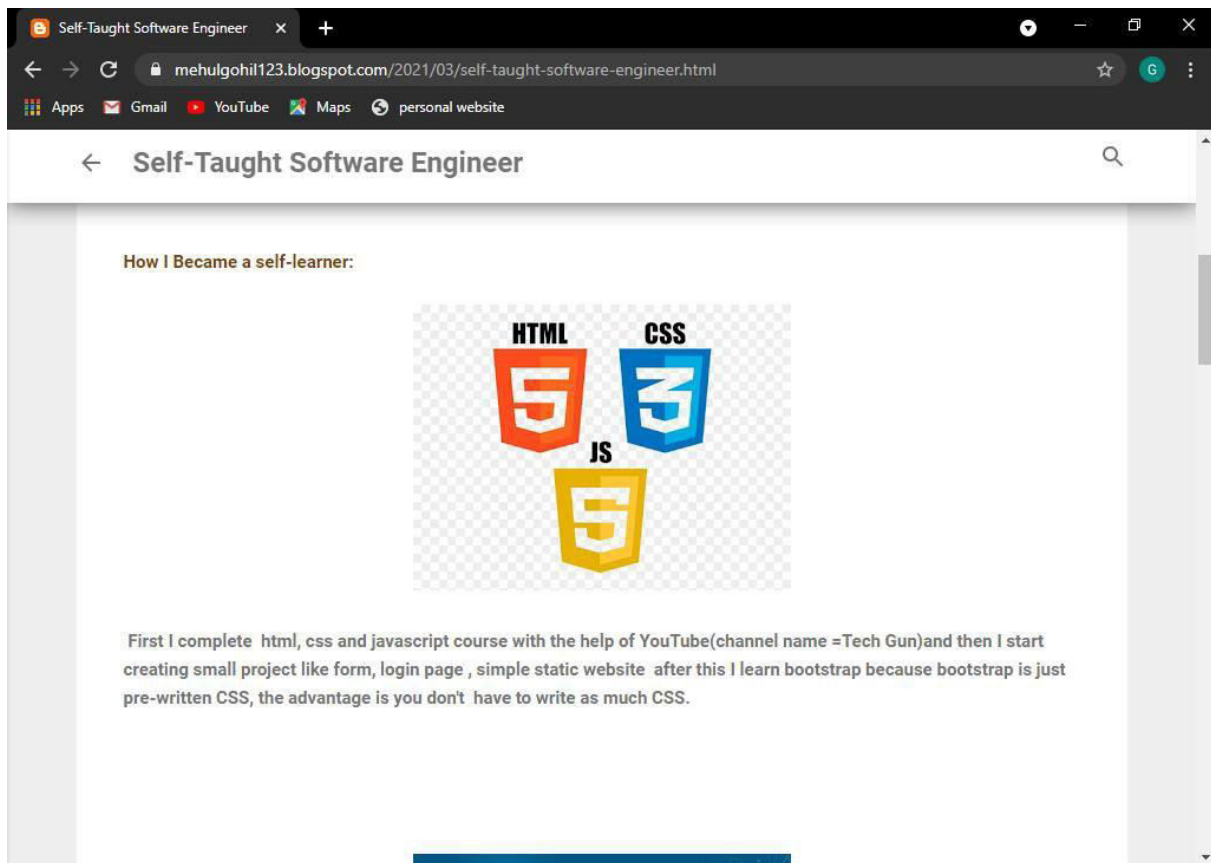 Self-Taught Software Engineer
mehulgohil123.blogspot.com/2021/03/self-taught-software-engineer.html
G
Apps Gmail YouTube Maps personal website
Self-Taught Software Engineer
How I Became a self-learner:
HTML CSS
5 3
JS
5
First I complete  html, css and javascript course with the help of YouTube(channel name =Tech Gun)and then I start
creating small project like form, login page , simple static website  after this I learn bootstrap because bootstrap is just
pre-written CSS, the advantage is you don't  have to write as much CSS.